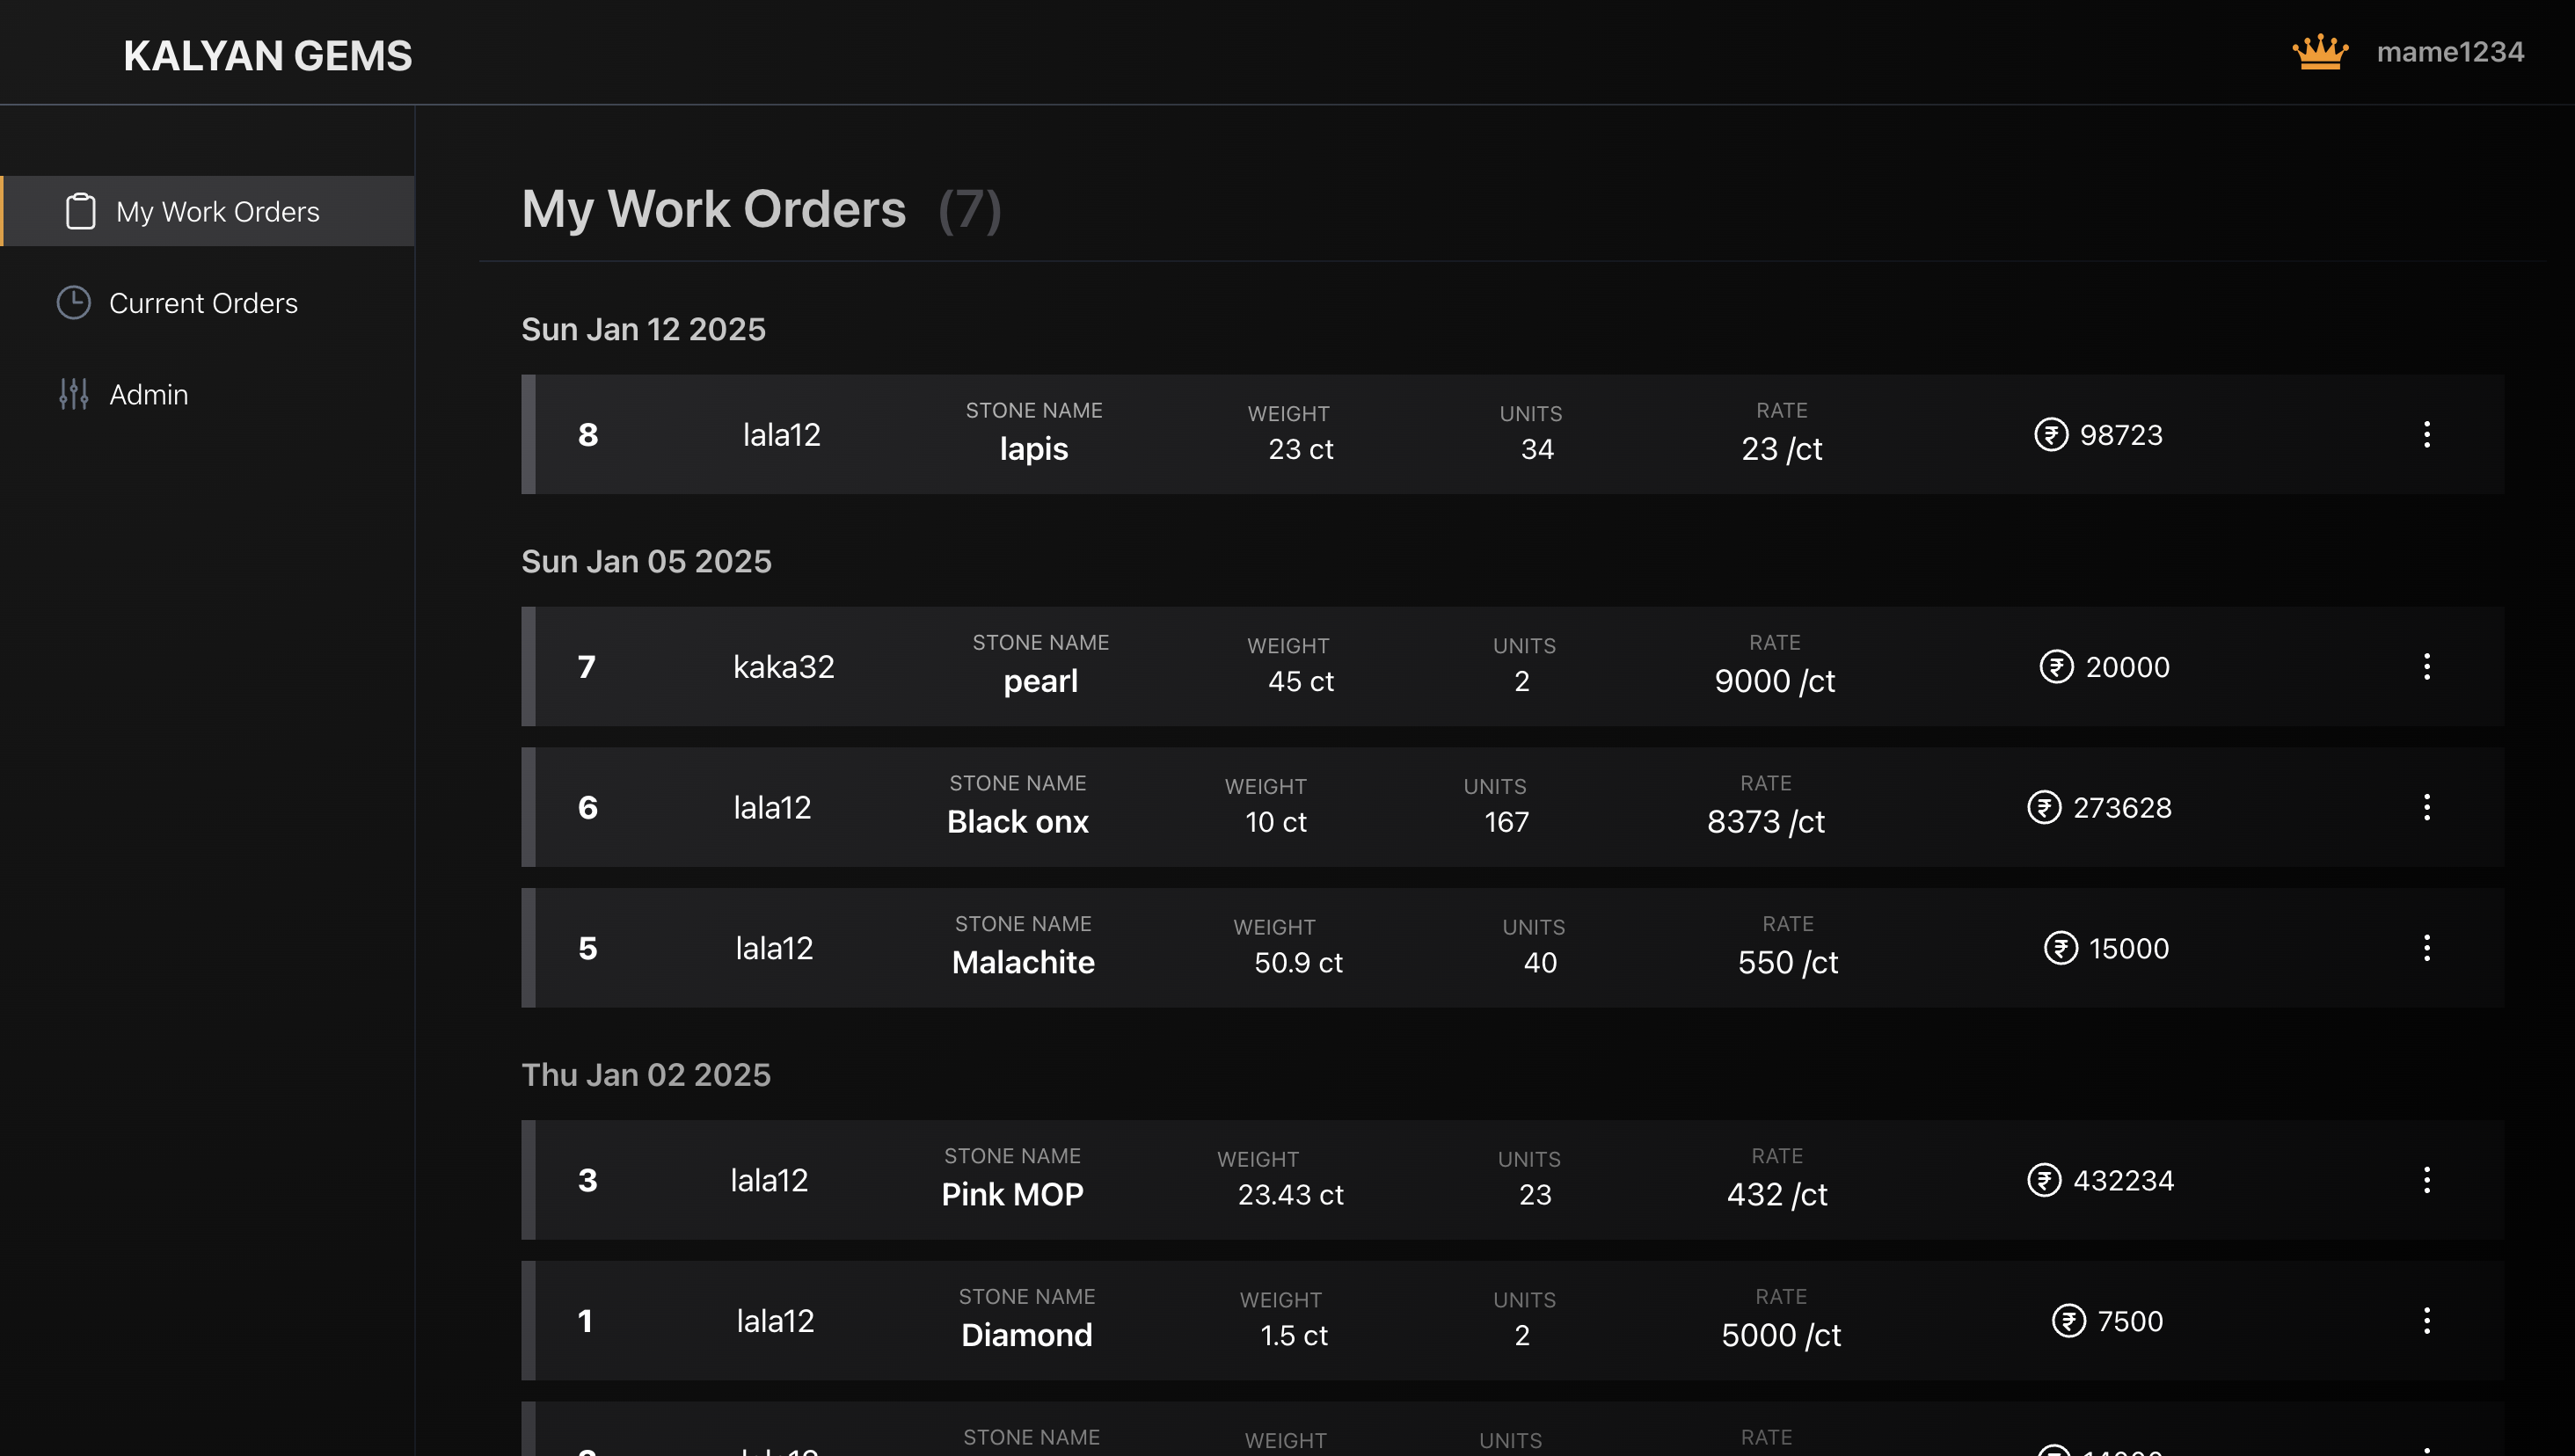 KALYAN GEMS
mame1234
My Work Orders
Current Orders
Admin
My Work Orders (7)
Sun Jan 12 2025
8 lala12 STONE NAME lapis WEIGHT 23 ct UNITS 34 RATE 23 /ct ₹ 98723
Sun Jan 05 2025
7 kaka32 STONE NAME pearl WEIGHT 45 ct UNITS 2 RATE 9000 /ct ₹ 20000
6 lala12 STONE NAME Black onx WEIGHT 10 ct UNITS 167 RATE 8373 /ct ₹ 273628
5 lala12 STONE NAME Malachite WEIGHT 50.9 ct UNITS 40 RATE 550 /ct ₹ 15000
Thu Jan 02 2025
3 lala12 STONE NAME Pink MOP WEIGHT 23.43 ct UNITS 23 RATE 432 /ct ₹ 432234
1 lala12 STONE NAME Diamond WEIGHT 1.5 ct UNITS 2 RATE 5000 /ct ₹ 7500
STONE NAME WEIGHT UNITS RATE